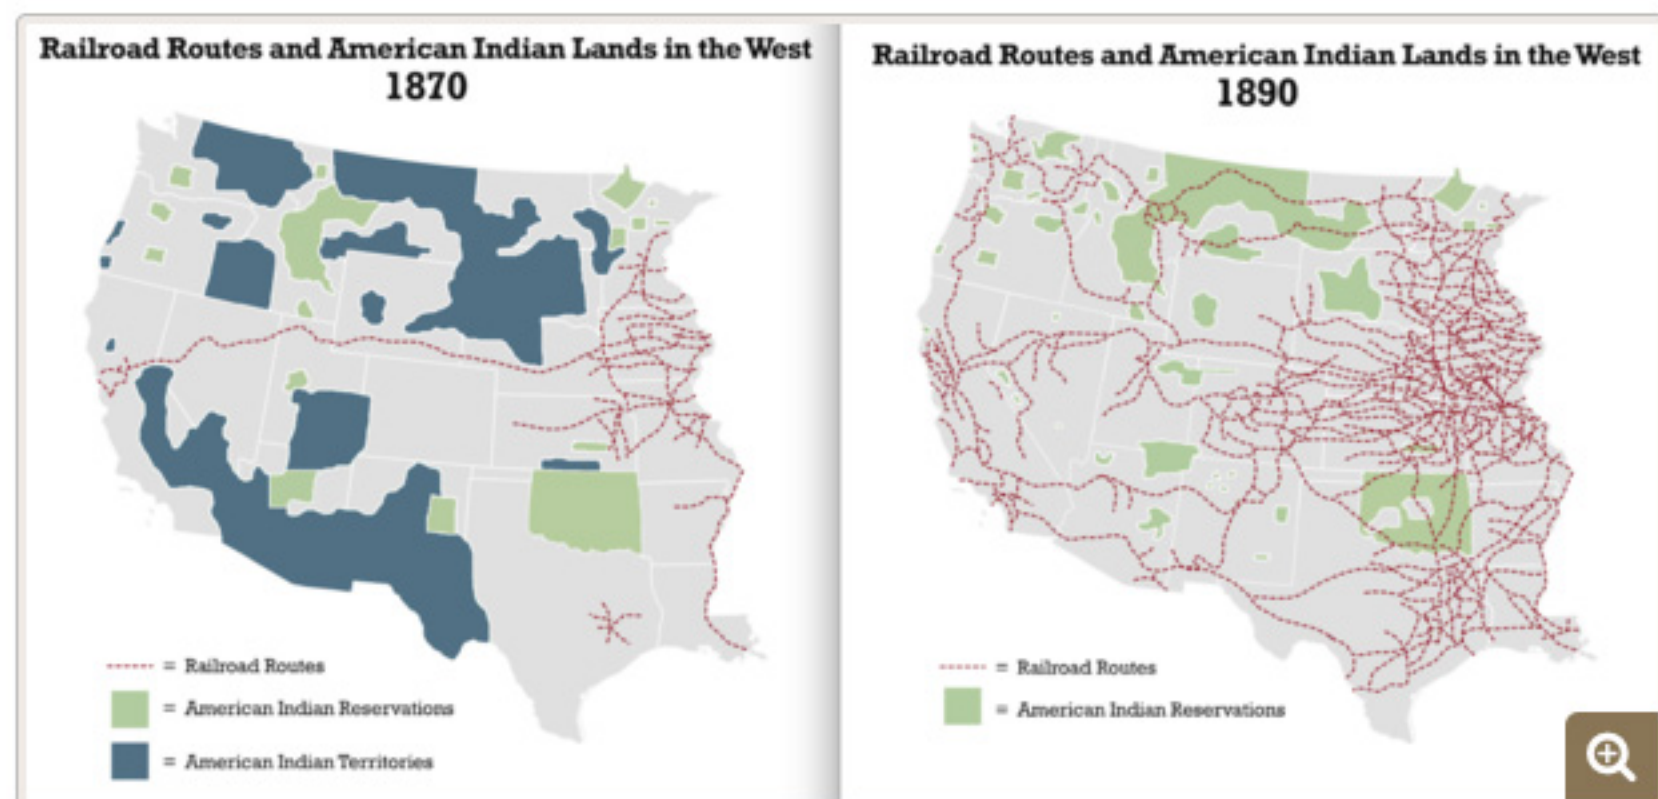 Railroad Routes and American Indian Lands in the West
1870
= Railroad Routes
= American Indian Reservations
= American Indian Territories
Railroad Routes and American Indian Lands in the West
1890
= Railroad Routes
= American Indian Reservations